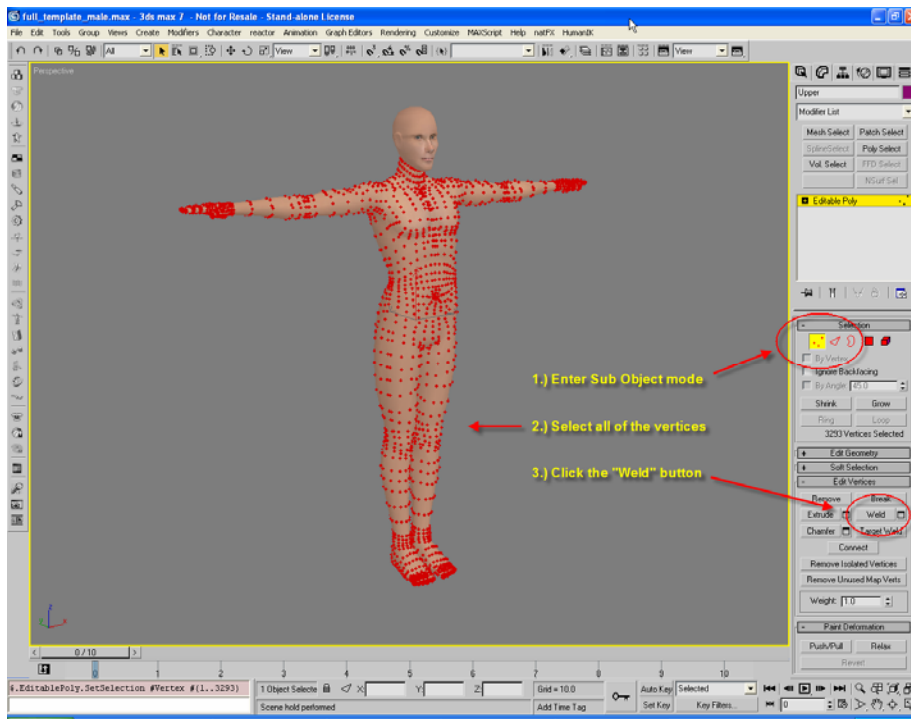 full_template_male.max - 3ds max 7 - Not for Resale - Stand-alone License
File Edit Tools Group Views Create Modifiers Character reactor Animation Graph Editors Rendering Customize MAXScript Help natFX HumanIK
All
View
View
Perspective
Upper
Modifier List
Mesh Select Patch Select
SplineSelect Poly Select
Vol. Select FFD Select
NSurf Sel
Editable Poly
Selection
By Vertex
Ignore Backfacing
By Angle: 45.0
Shrink Grow
Ring Loop
3293 Vertices Selected
Edit Geometry
Soft Selection
Edit Vertices
Remove Break
Extrude Weld
Chamfer Target Weld
Connect
Remove Isolated Vertices
Remove Unused Map Verts
Weight: 1.0
Paint Deformation
Push/Pull Relax
Revert
1.) Enter Sub Object mode
2.) Select all of the vertices
3.) Click the "Weld" button
z
x
0 / 10
0 1 2 3 4 5 6 7 8 9 10
$.EditablePoly.SetSelection #Vertex #{1..3293}
1 Object Selecte X: Y: Z: Grid = 10.0
Auto Key Selected
Scene hold performed
Add Time Tag
Set Key Key Filters...
0